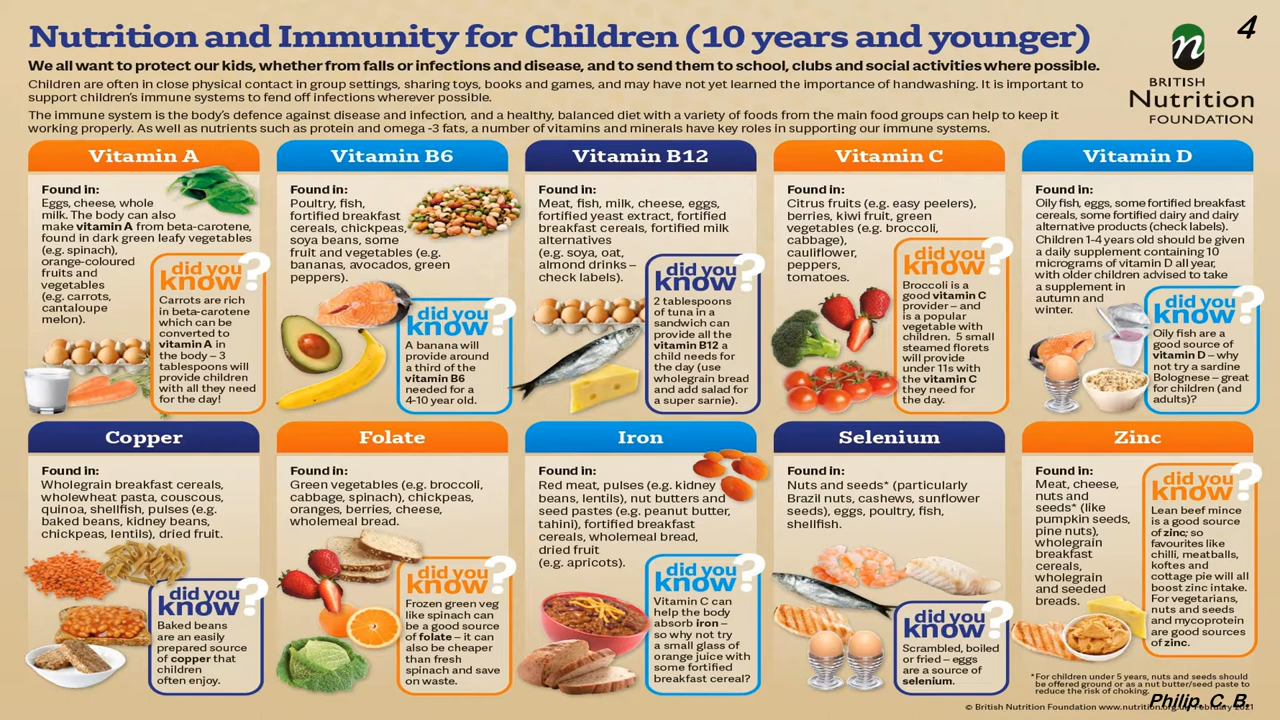 Nutrition and Immunity for Children (10 years and younger)
4
We all want to protect our kids, whether from falls or infections and disease, and to send them to school, clubs and social activities where possible.
Children are often in close physical contact in group settings, sharing toys, books and games, and may have not yet learned the importance of handwashing. It is important to
support children's immune systems to fend off infections wherever possible.
The immune system is the body's defence against disease and infection, and a healthy, balanced diet with a variety of foods from the main food groups can help to keep it
working properly. As well as nutrients such as protein and omega -3 fats, a number of vitamins and minerals have key roles in supporting our immune systems.
n
BRITISH
Nutrition
FOUNDATION
Vitamin A
Found in:
Eggs, cheese, whole
milk. The body can also
make vitamin A from beta-carotene,
found in dark green leafy vegetables
(e.g. spinach),
orange-coloured
fruits and
vegetables
(e.g. carrots,
cantaloupe
melon).
did you
know?
Carrots are rich
in beta-carotene
which can be
converted to
vitamin A in
the body – 3
tablespoons will
provide children
with all they need
for the day!
Vitamin B6
Found in:
Poultry, fish,
fortified breakfast
cereals, chickpeas,
soya beans, some
fruit and vegetables (e.g.
bananas, avocados, green
peppers).
did you
know?
A banana will
provide around
a third of the
vitamin B6
needed for a
4-10 year old.
Vitamin B12
Found in:
Meat, fish, milk, cheese, eggs,
fortified yeast extract, fortified
breakfast cereals, fortified milk
alternatives
(e.g. soya, oat,
almond drinks –
check labels).
did you
know?
2 tablespoons
of tuna in a
sandwich can
provide all the
vitamin B12 a
child needs for
the day (use
wholegrain bread
and add salad for
a super sarnie).
Vitamin C
Found in:
Citrus fruits (e.g. easy peelers),
berries, kiwi fruit, green
vegetables (e.g. broccoli,
cabbage),
cauliflower,
peppers,
tomatoes.
did you
know?
Broccoli is a
good vitamin C
provider – and
is a popular
vegetable with
children. 5 small
steamed florets
will provide
under 11s with
the vitamin C
they need for
the day.
Vitamin D
Found in:
Oily fish, eggs, some fortified breakfast
cereals, some fortified dairy and dairy
alternative products (check labels).
Children 1-4 years old should be given
a daily supplement containing 10
micrograms of vitamin D all year,
with older children advised to take
a supplement in
autumn and
winter.
did you
know?
Oily fish are a
good source of
vitamin D – why
not try a sardine
Bolognese – great
for children (and
adults)?
Copper
Found in:
Wholegrain breakfast cereals,
wholewheat pasta, couscous,
quinoa, shellfish, pulses (e.g.
baked beans, kidney beans,
chickpeas, lentils), dried fruit.
did you
know?
Baked beans
are an easily
prepared source
of copper that
children
often enjoy.
Folate
Found in:
Green vegetables (e.g. broccoli,
cabbage, spinach), chickpeas,
oranges, berries, cheese,
wholemeal bread.
did you
know?
Frozen green veg
like spinach can
be a good source
of folate – it can
also be cheaper
than fresh
spinach and save
on waste.
Iron
Found in:
Red meat, pulses (e.g. kidney
beans, lentils), nut butters and
seed pastes (e.g. peanut butter,
tahini), fortified breakfast
cereals, wholemeal bread,
dried fruit
(e.g. apricots).
did you
know?
Vitamin C can
help the body
absorb iron –
so why not try
a small glass of
orange juice with
some fortified
breakfast cereal?
Selenium
Found in:
Nuts and seeds* (particularly
Brazil nuts, cashews, sunflower
seeds), eggs, poultry, fish,
shellfish.
did you
know?
Scrambled, boiled
or fried – eggs
are a source of
selenium.
Zinc
Found in:
Meat, cheese,
nuts and
seeds* (like
pumpkin seeds,
pine nuts),
wholegrain
breakfast
cereals,
wholegrain
and seeded
breads.
did you
know?
Lean beef mince
is a good source
of zinc; so
favourites like
chilli, meatballs,
koftes and
cottage pie will all
boost zinc intake.
For vegetarians,
nuts and seeds
and mycoprotein
are good sources
of zinc.
*For children under 5 years, nuts and seeds should
be offered ground or as a nut butter/seed paste to
reduce the risk of choking.
Philip. C. B.
© British Nutrition Foundation www.nutrition.org.uk February 2021